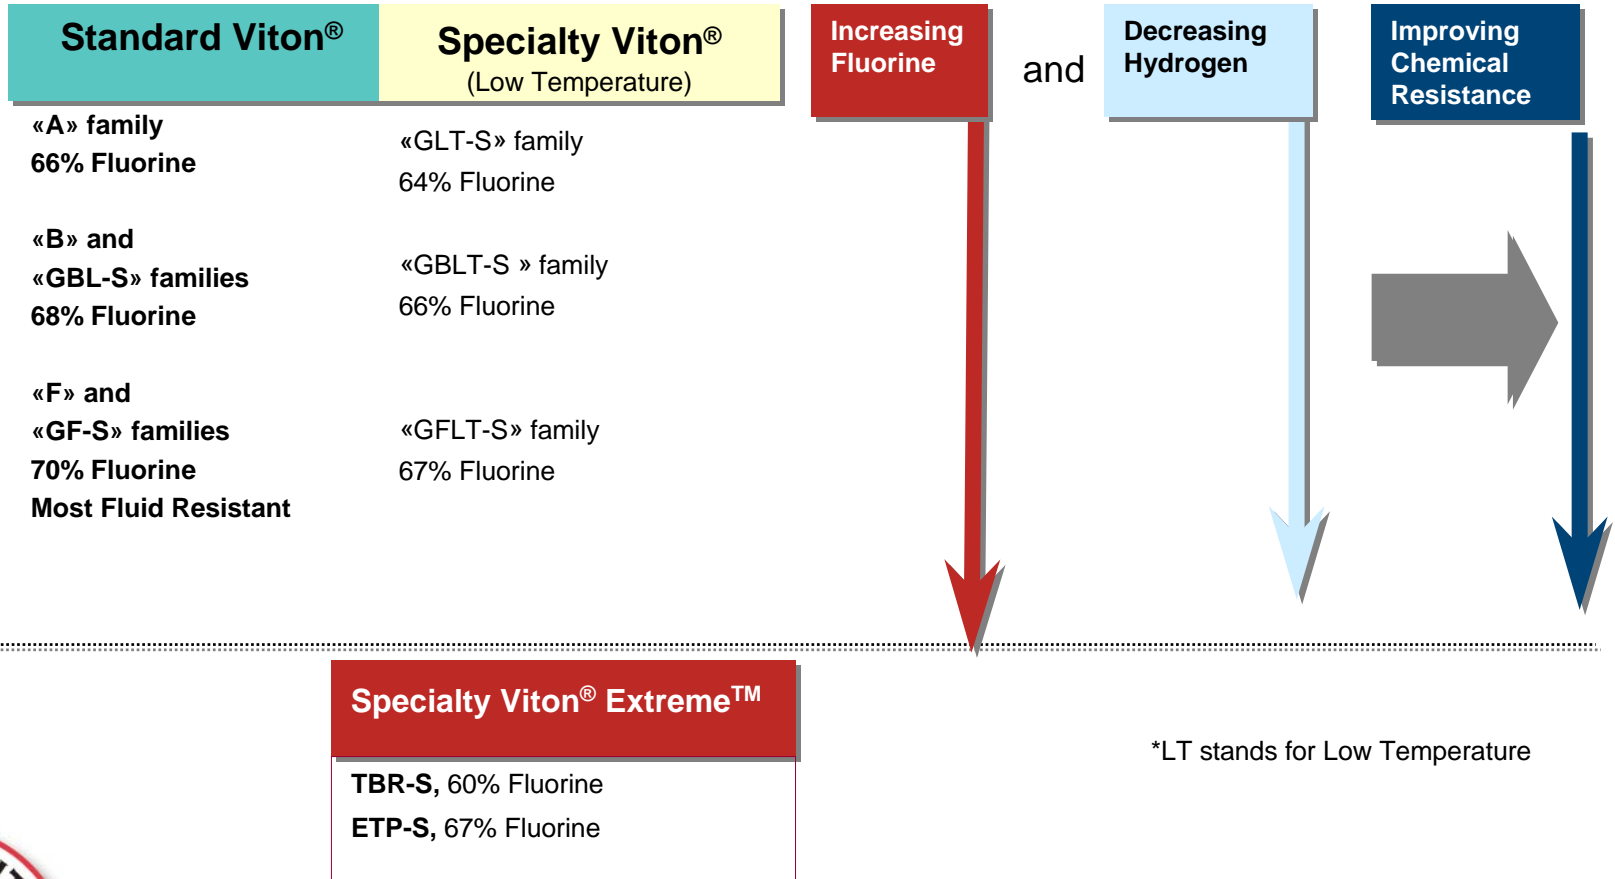 Standard Viton®
Specialty Viton®
(Low Temperature)
Increasing
Fluorine
and
Decreasing
Hydrogen
Improving
Chemical
Resistance
«A» family
66% Fluorine
«GLT-S» family
64% Fluorine
«B» and
«GBL-S» families
68% Fluorine
«GBLT-S » family
66% Fluorine
«F» and
«GF-S» families
70% Fluorine
Most Fluid Resistant
«GFLT-S» family
67% Fluorine
Specialty Viton® Extreme™
TBR-S, 60% Fluorine
ETP-S, 67% Fluorine
*LT stands for Low Temperature